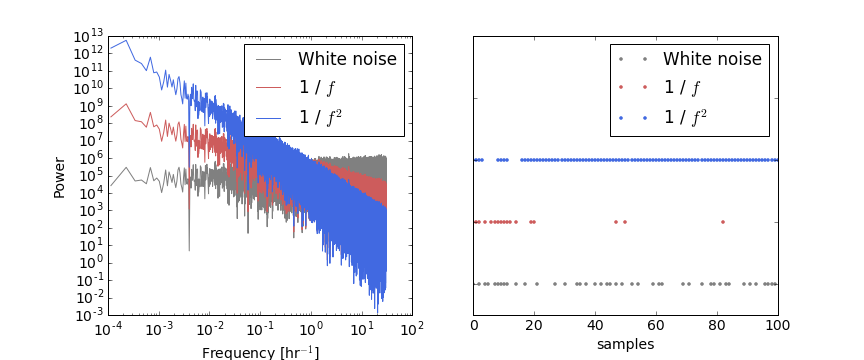 10^13
10^12
10^11
10^10
10^9
10^8
10^7
10^6
10^5
10^4
10^3
10^2
10^1
10^0
10^-1
10^-2
10^-3
Power
White noise
1 / f
1 / f^2
10^-4 10^-3 10^-2 10^-1 10^0 10^1 10^2
Frequency [hr^-1]
White noise
1 / f
1 / f^2
0 20 40 60 80 100
samples